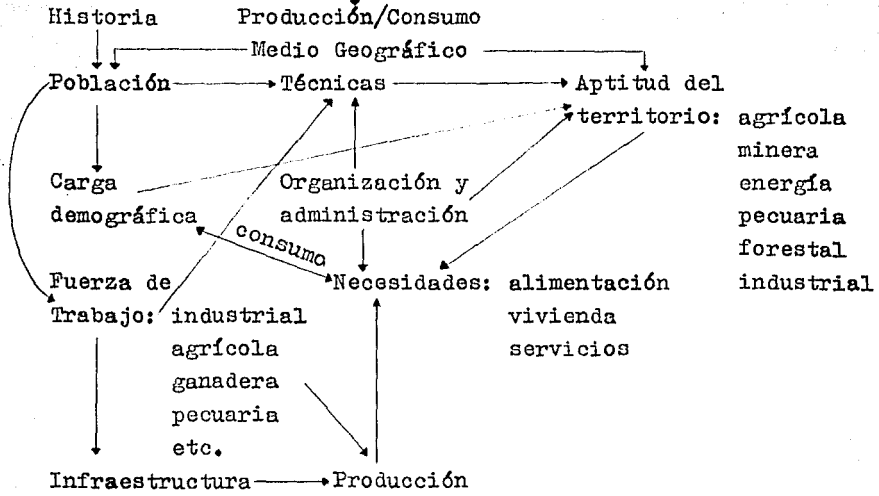 Historia Producción/Consumo
Medio Geográfico
Población Técnicas Aptitud del
territorio: agrícola
minera
Carga Organización y energía
demográfica administración pecuaria
consumo forestal
Fuerza de Necesidades: alimentación industrial
Trabajo: industrial vivienda
agrícola servicios
ganadera
pecuaria
etc.
Infraestructura Producción